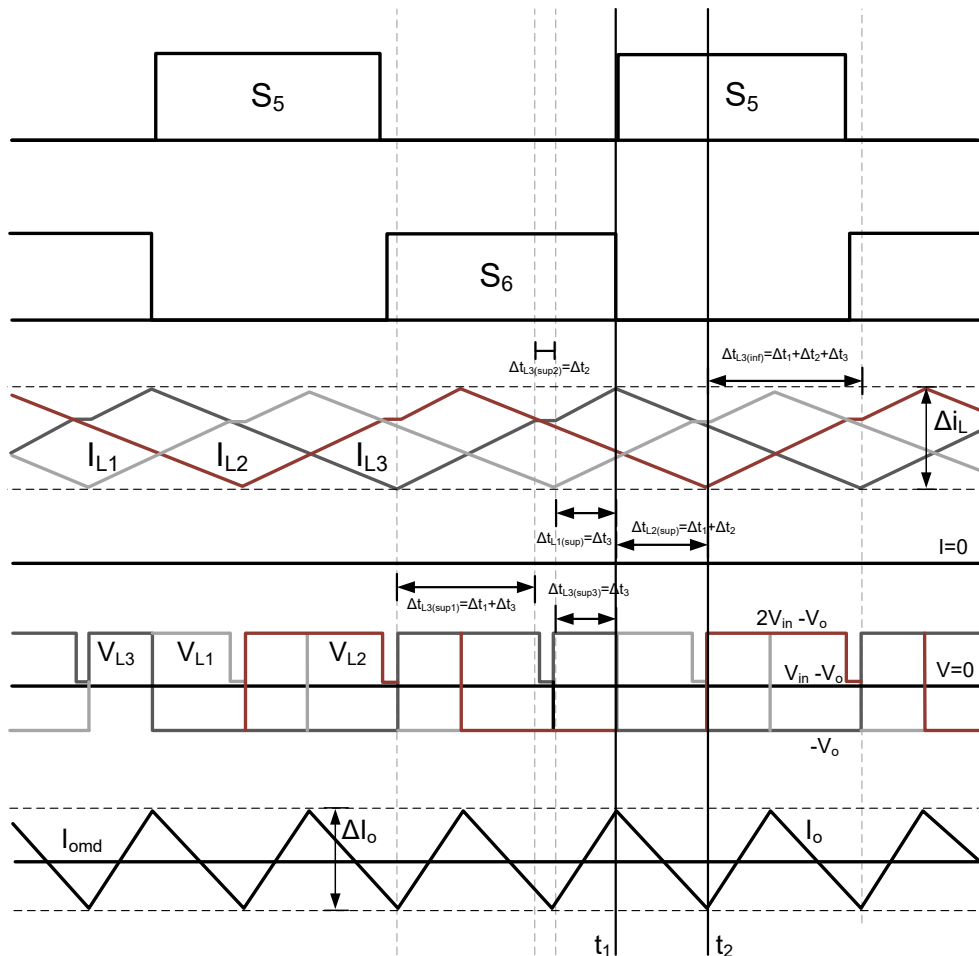 S5 S5
S6
ΔtL3(inf)=Δt1+Δt2+Δt3
ΔtL3(sup2)=Δt2
ΔiL
IL1 IL2 IL3
ΔtL1(sup)=Δt3 ΔtL2(sup)=Δt1+Δt2
I=0
ΔtL3(sup1)=Δt1+Δt3 ΔtL3(sup3)=Δt3
2Vin -Vo
VL3 VL1 VL2
Vin -Vo V=0
-Vo
Iomd ΔIo Io
t1 t2